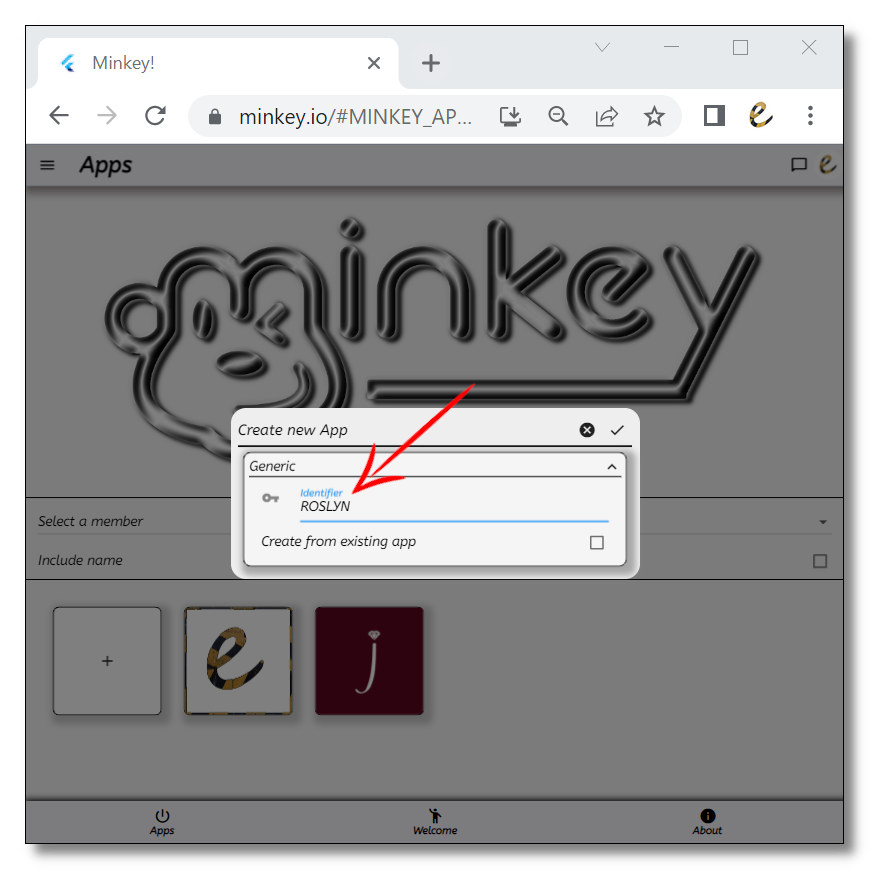 Minkey!
minkey.io/#MINKEY_AP...
Apps
minkey
Create new App
Generic
Identifier
ROSLYN
Create from existing app
Select a member
Include name
+
e
j
Apps
Welcome
About